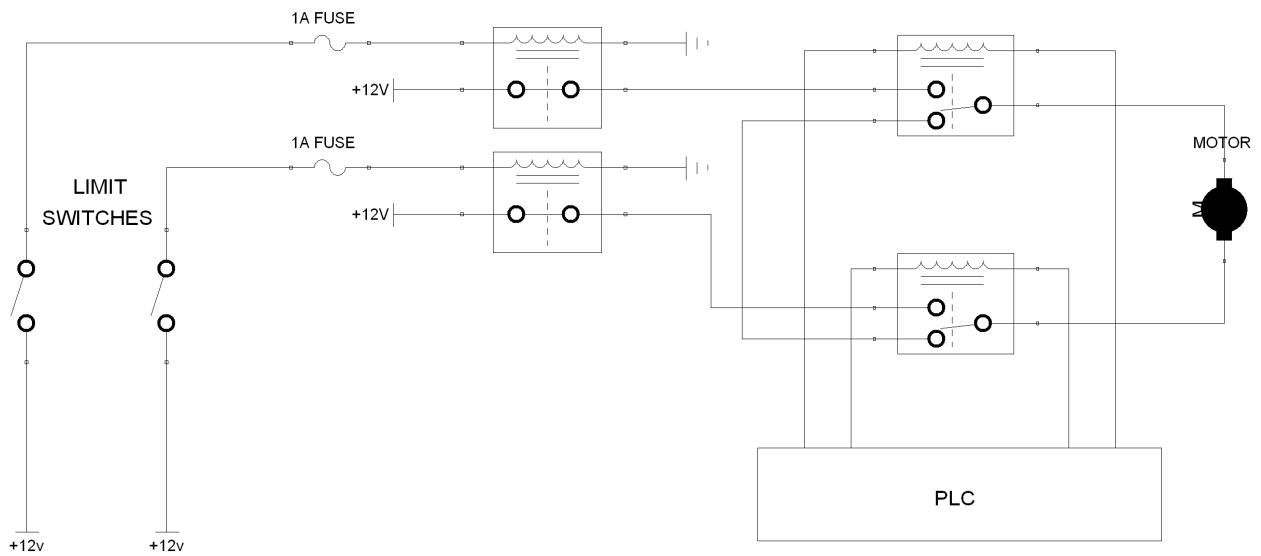 1A FUSE
+12V
1A FUSE
+12V
LIMIT
SWITCHES
MOTOR
M
PLC
+12v
+12v